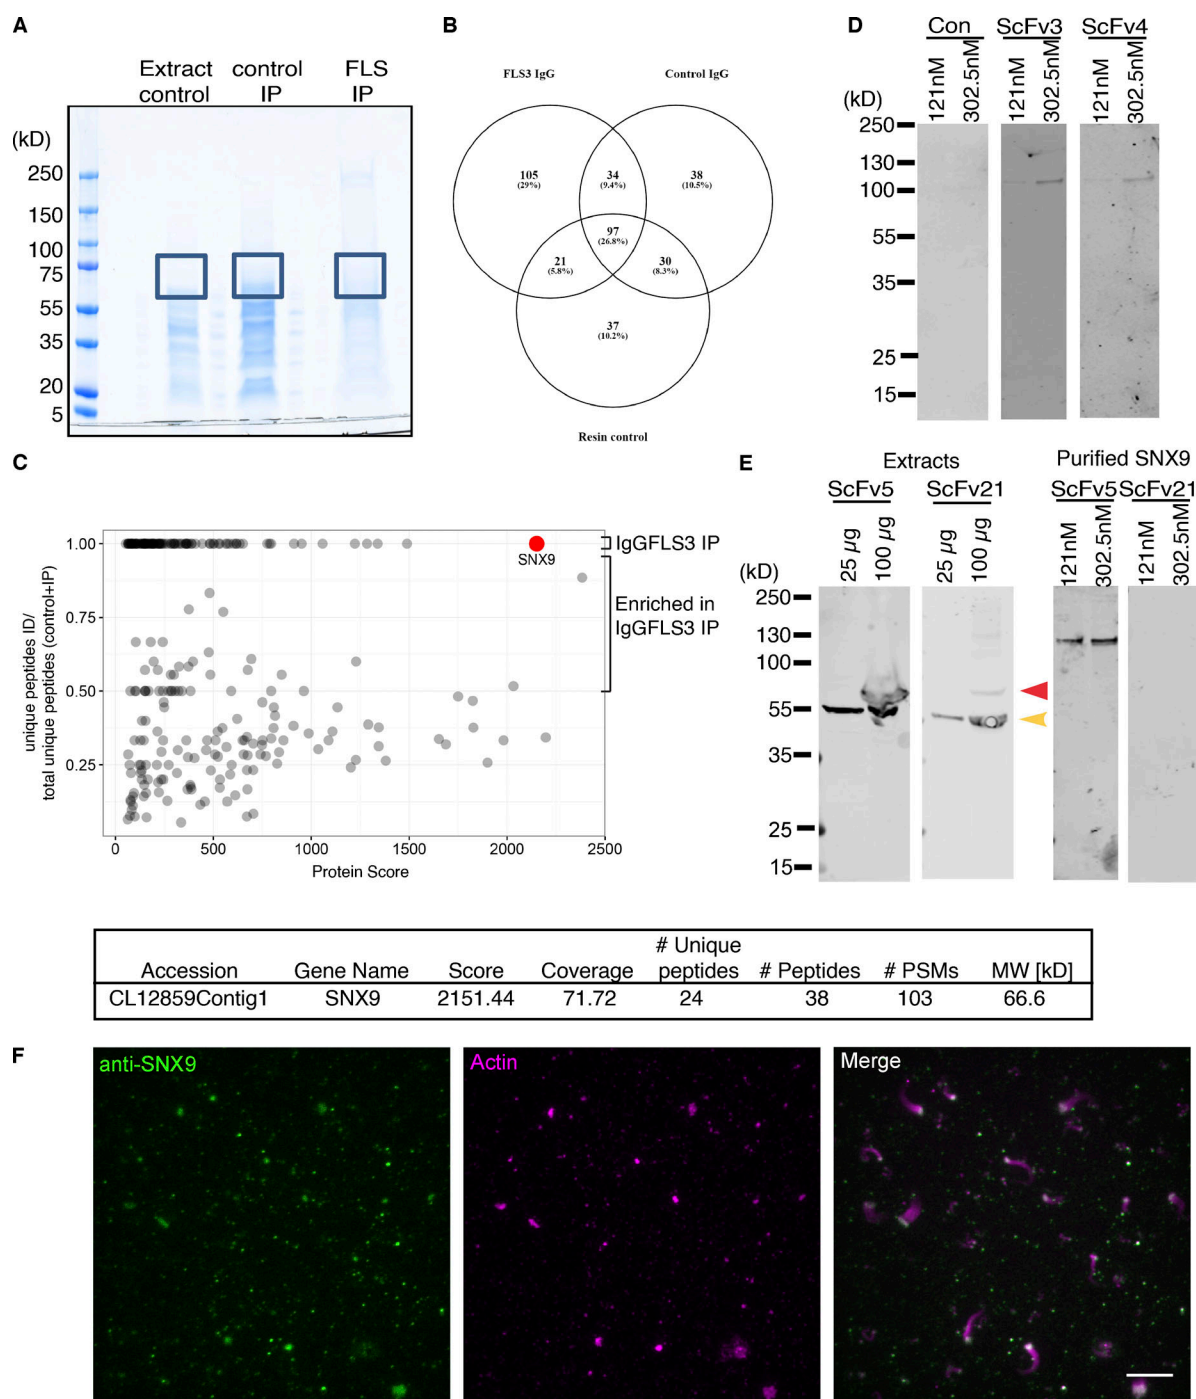 A
Extract control
control IP
FLS IP
(kD)
250
150
100
75
55
35
20
5
B
FLS3 IgG
Control IgG
105
(29%)
34
(9.4%)
38
(10.5%)
97
(26.8%)
21
(5.8%)
30
(8.3%)
37
(10.2%)
Resin control
C
unique peptides ID/
total unique peptides (control+IP)
1.00
0.75
0.50
0.25
0
500
1000
1500
2000
2500
Protein Score
SNX9
IgGFLS3 IP
Enriched in
IgGFLS3 IP
D
Con
ScFv3
ScFv4
121nM
302.5nM
121nM
302.5nM
121nM
302.5nM
(kD)
250
130
100
55
35
25
15
E
Extracts
Purified SNX9
ScFv5
ScFv21
ScFv5
ScFv21
25 µg
100 µg
25 µg
100 µg
121nM
302.5nM
121nM
302.5nM
(kD)
250
130
100
55
35
25
15
# Unique
Accession Gene Name Score Coverage peptides # Peptides # PSMs MW [kD]
CL12859Contig1 SNX9 2151.44 71.72 24 38 103 66.6
F
anti-SNX9
Actin
Merge